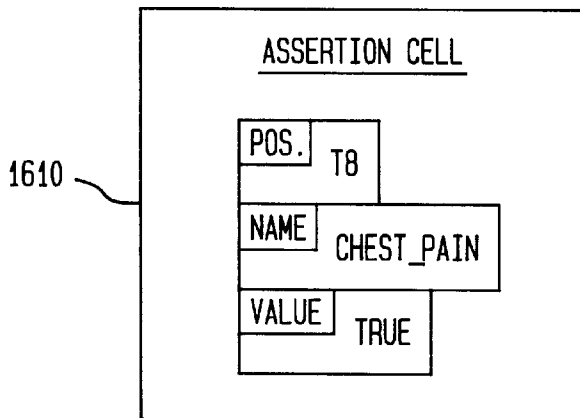 ASSERTION CELL
POS.
T8
1610
NAME
CHEST_PAIN
VALUE
TRUE